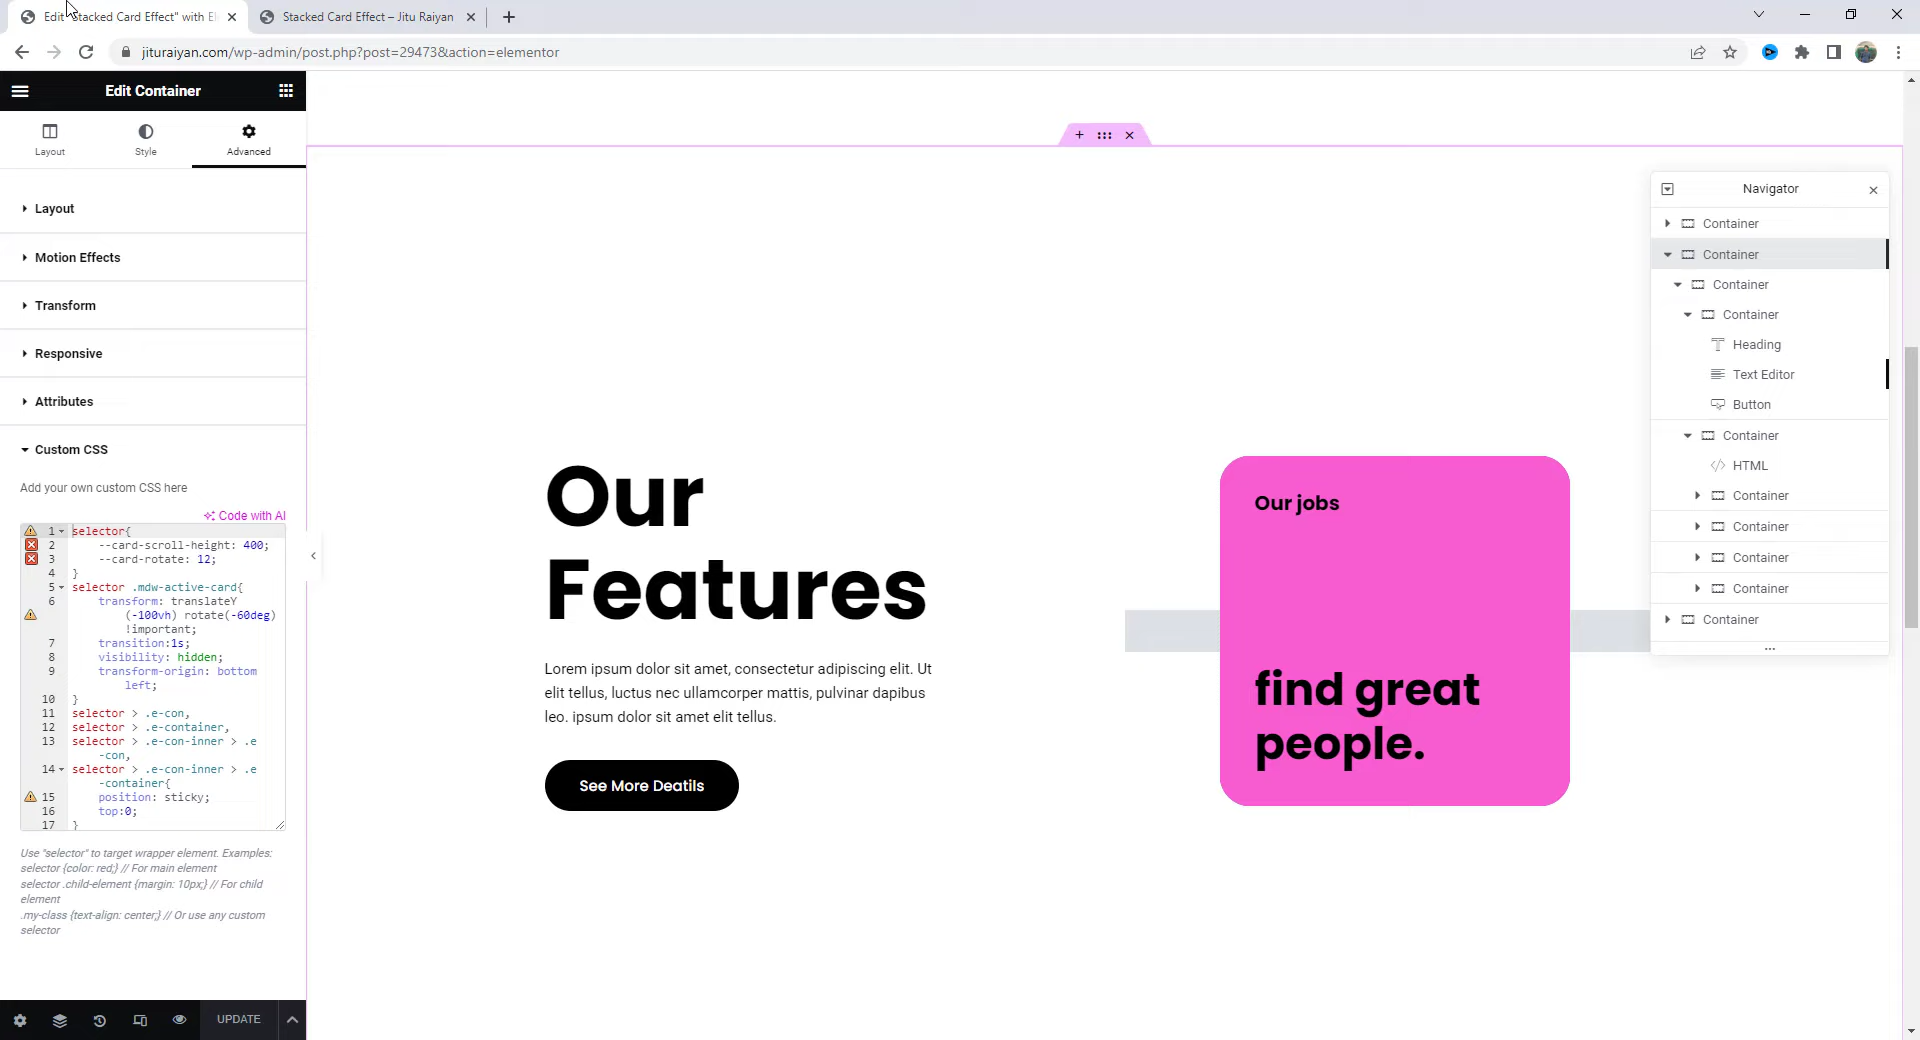 Edit "Stacked Card Effect" with El
Stacked Card Effect – Jitu Raiyan
jituraiyan.com/wp-admin/post.php?post=29473&action=elementor
Edit Container
Layout
Style
Advanced
Layout
Motion Effects
Transform
Responsive
Attributes
Custom CSS
Add your own custom CSS here
Code with AI
1 selector{
2 --card-scroll-height: 400;
3 --card-rotate: 12;
4 }
5 selector .mdw-active-card{
6 transform: translateY
(-100vh) rotate(-60deg)
!important;
7 transition:1s;
8 visibility: hidden;
9 transform-origin: bottom
left;
10 }
11 selector > .e-con,
12 selector > .e-container,
13 selector > .e-con-inner > .e
-con,
14 selector > .e-con-inner > .e
-container{
15 position: sticky;
16 top:0;
17 }
Use "selector" to target wrapper element. Examples:
selector {color: red;} // For main element
selector .child-element {margin: 10px;} // For child
element
.my-class {text-align: center;} // Or use any custom
selector
UPDATE
Our
Features
Lorem ipsum dolor sit amet, consectetur adipiscing elit. Ut
elit tellus, luctus nec ullamcorper mattis, pulvinar dapibus
leo. ipsum dolor sit amet elit tellus.
See More Deatils
Our jobs
find great
people.
Navigator
Container
Container
Container
Container
Heading
Text Editor
Button
Container
HTML
Container
Container
Container
Container
Container